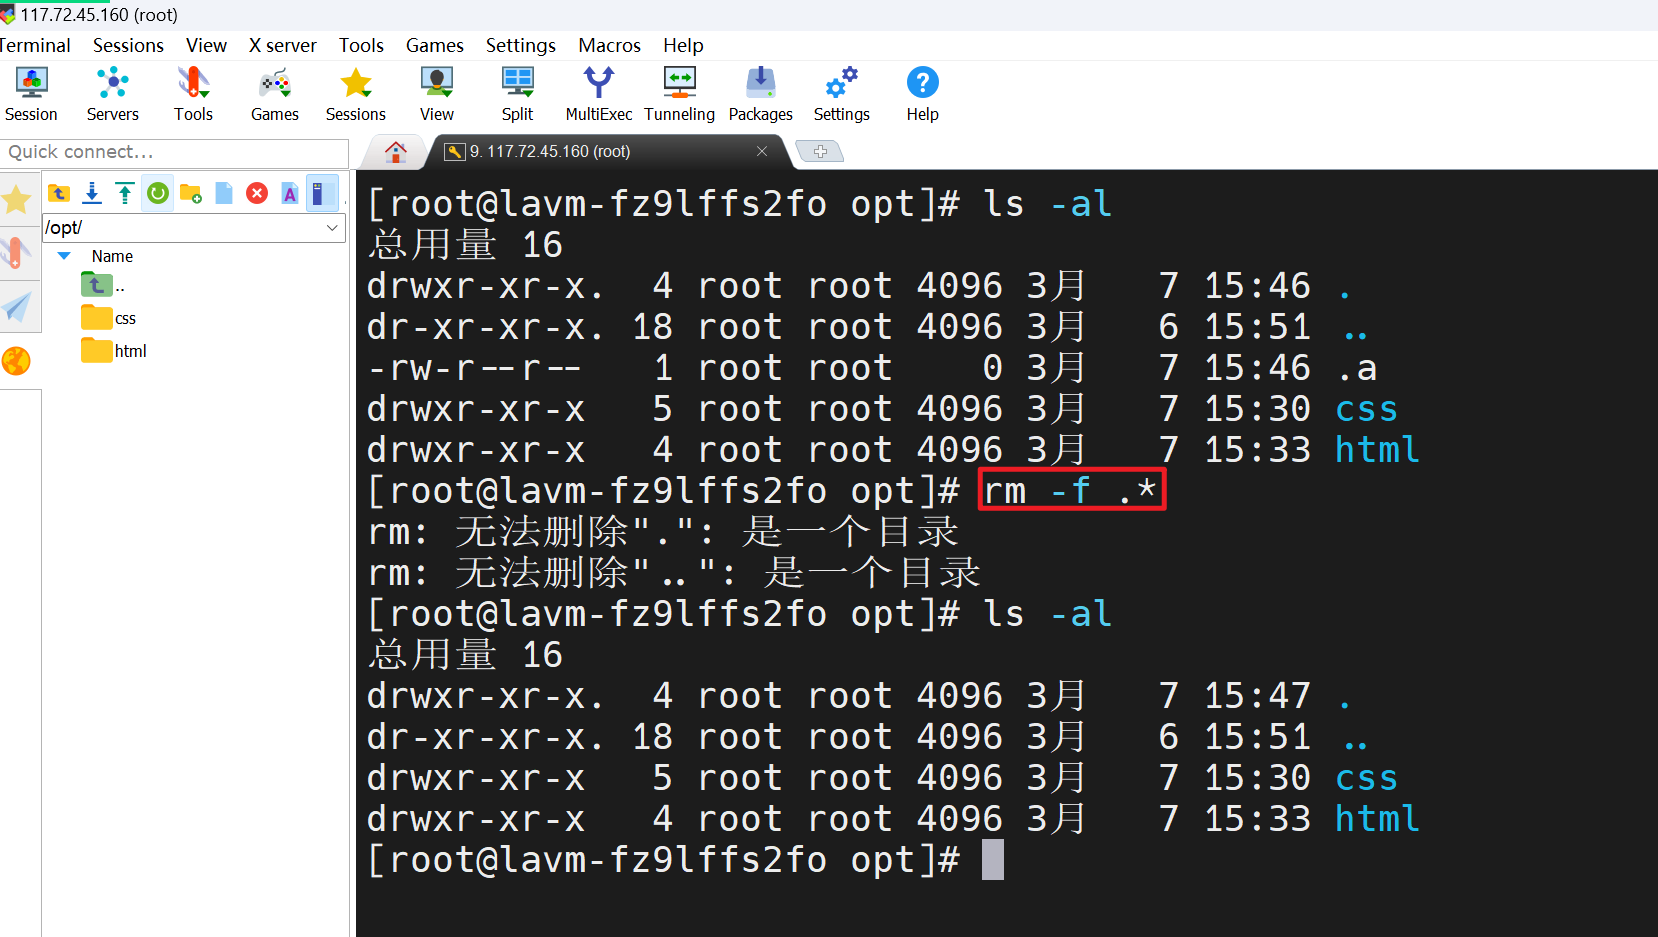 117.72.45.160 (root)
Terminal Sessions View X server Tools Games Settings Macros Help
Session Servers Tools Games Sessions View Split MultiExec Tunneling Packages Settings Help
Quick connect...
9. 117.72.45.160 (root)
/opt/
Name
..
css
html
[root@lavm-fz9lffs2fo opt]# ls -al
总用量 16
drwxr-xr-x.  4 root root 4096 3月   7 15:46 .
dr-xr-xr-x. 18 root root 4096 3月   6 15:51 ..
-rw-r--r--   1 root root    0 3月   7 15:46 .a
drwxr-xr-x   5 root root 4096 3月   7 15:30 css
drwxr-xr-x   4 root root 4096 3月   7 15:33 html
[root@lavm-fz9lffs2fo opt]# rm -f .*
rm: 无法删除".": 是一个目录
rm: 无法删除"..": 是一个目录
[root@lavm-fz9lffs2fo opt]# ls -al
总用量 16
drwxr-xr-x.  4 root root 4096 3月   7 15:47 .
dr-xr-xr-x. 18 root root 4096 3月   6 15:51 ..
drwxr-xr-x   5 root root 4096 3月   7 15:30 css
drwxr-xr-x   4 root root 4096 3月   7 15:33 html
[root@lavm-fz9lffs2fo opt]#